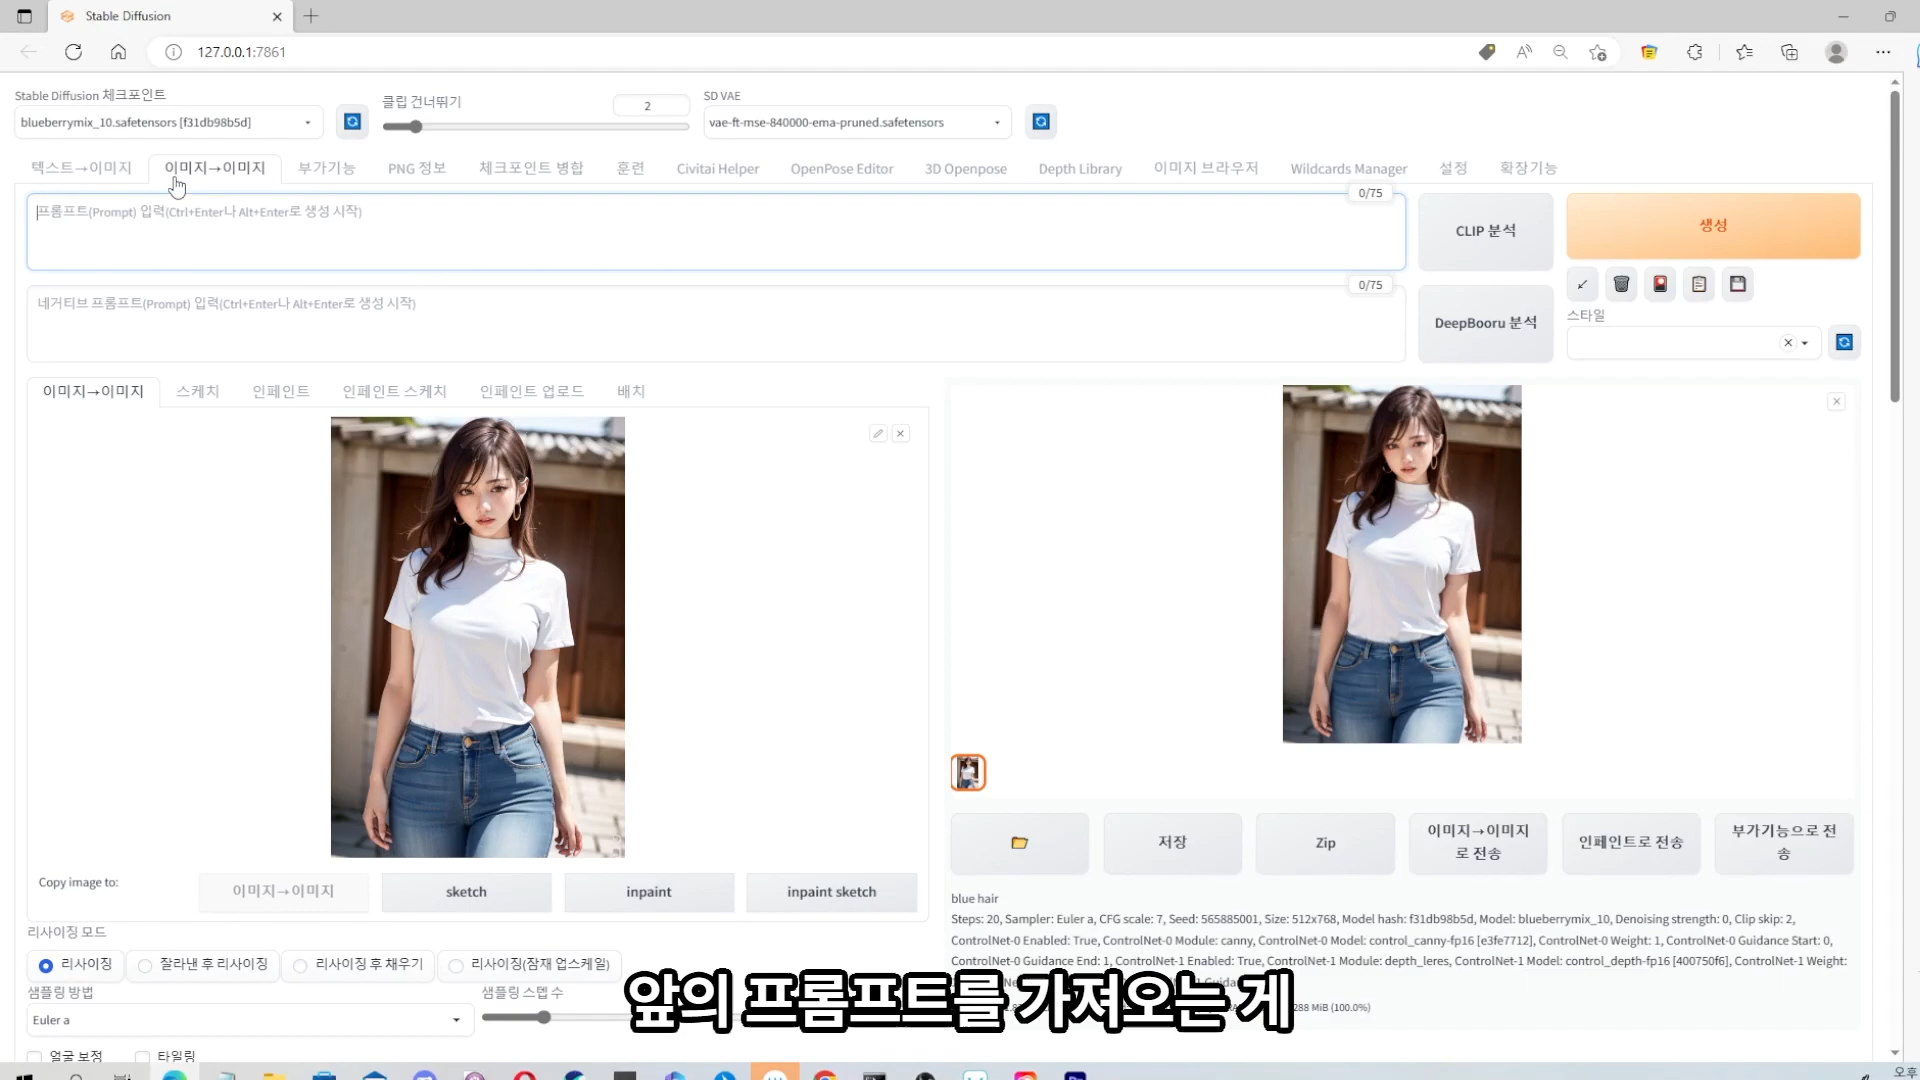 Stable Diffusion
127.0.0.1:7861
Stable Diffusion 체크포인트
클립 건너뛰기
2
SD VAE
blueberrymix_10.safetensors [f31db98b5d]
vae-ft-mse-840000-ema-pruned.safetensors
텍스트→이미지
이미지→이미지
부가기능
PNG 정보
체크포인트 병합
훈련
Civitai Helper
OpenPose Editor
3D Openpose
Depth Library
이미지 브라우저
Wildcards Manager
설정
확장기능
0/75
프롬프트(Prompt) 입력(Ctrl+Enter나 Alt+Enter로 생성 시작)
CLIP 분석
생성
0/75
네거티브 프롬프트(Prompt) 입력(Ctrl+Enter나 Alt+Enter로 생성 시작)
DeepBooru 분석
스타일
이미지→이미지
스케치
인페인트
인페인트 스케치
인페인트 업로드
배치
저장
Zip
이미지→이미지
로 전송
인페인트로 전송
부가기능으로 전
송
Copy image to:
이미지→이미지
sketch
inpaint
inpaint sketch
blue hair
Steps: 20, Sampler: Euler a, CFG scale: 7, Seed: 565885001, Size: 512x768, Model hash: f31db98b5d, Model: blueberrymix_10, Denoising strength: 0, Clip skip: 2,
ControlNet-0 Enabled: True, ControlNet-0 Module: canny, ControlNet-0 Model: control_canny-fp16 [e3fe7712], ControlNet-0 Weight: 1, ControlNet-0 Guidance Start: 0,
ControlNet-0 Guidance End: 1, ControlNet-1 Enabled: True, ControlNet-1 Module: depth_leres, ControlNet-1 Model: control_depth-fp16 [400750f6], ControlNet-1 Weight:
288 MiB (100.0%)
리사이징 모드
리사이징
잘라낸 후 리사이징
리사이징 후 채우기
리사이징(잠재 업스케일)
샘플링 방법
샘플링 스텝 수
Euler a
얼굴 보정
타일링
앞의 프롬프트를 가져오는 게
오후